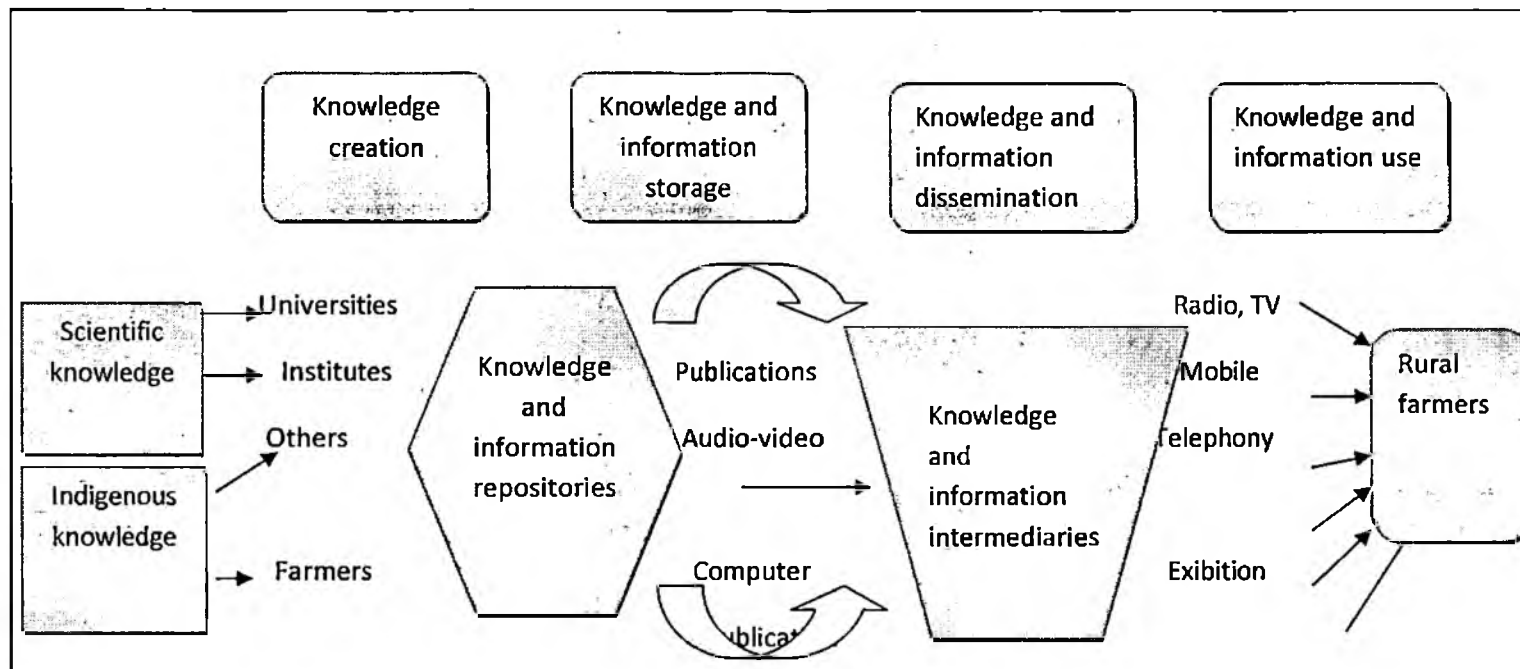 Knowledge
creation
Knowledge and
information
storage
Knowledge and
information
dissemination
Knowledge and
information use
Scientific
knowledge
Indigenous
knowledge
Universities
Institutes
Others
Farmers
Knowledge
and
information
repositories
Publications
Audio-video
Computer
Knowledge
and
information
intermediaries
Radio, TV
Mobile
Telephony
Exibition
Rural
farmers